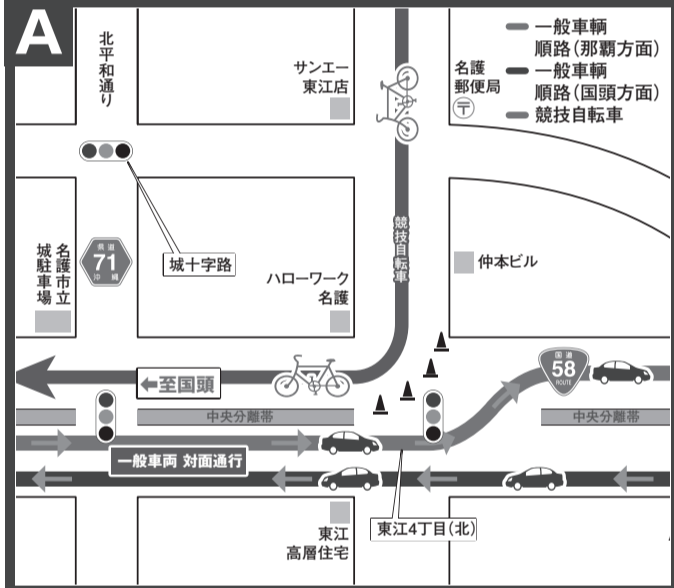 A
北平和通り
サンエー
東江店
名護
郵便局
〒
一般車輌
順路(那覇方面)
一般車輌
順路(国頭方面)
競技自転車
競技自転車
県道
71
沖縄
名護市立
城駐車場
城十字路
ハローワーク
名護
仲本ビル
←至国頭
国道
58
ROUTE
中央分離帯
中央分離帯
一般車両 対面通行
東江4丁目(北)
東江
高層住宅